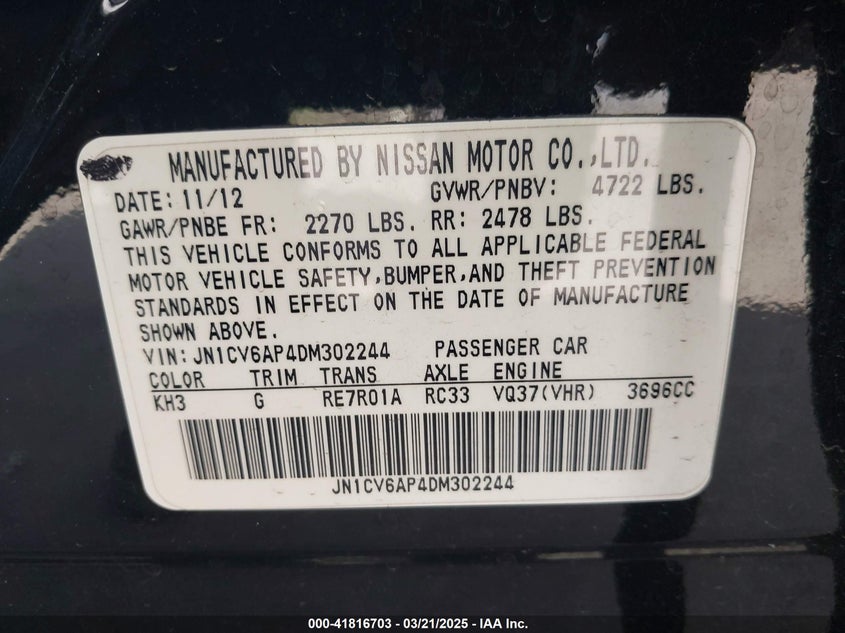 MANUFACTURED BY NISSAN MOTOR CO.,LTD.
DATE: 11/12 GVWR/PNBV: 4722 LBS.
GAWR/PNBE FR: 2270 LBS. RR: 2478 LBS.
THIS VEHICLE CONFORMS TO ALL APPLICABLE FEDERAL
MOTOR VEHICLE SAFETY,BUMPER,AND THEFT PREVENTION
STANDARDS IN EFFECT ON THE DATE OF MANUFACTURE
SHOWN ABOVE.
VIN: JN1CV6AP4DM302244 PASSENGER CAR
COLOR TRIM TRANS AXLE ENGINE
KH3 G RE7R01A RC33 VQ37(VHR) 3696CC
JN1CV6AP4DM302244
000-41816703 - 03/21/2025 - IAA Inc.